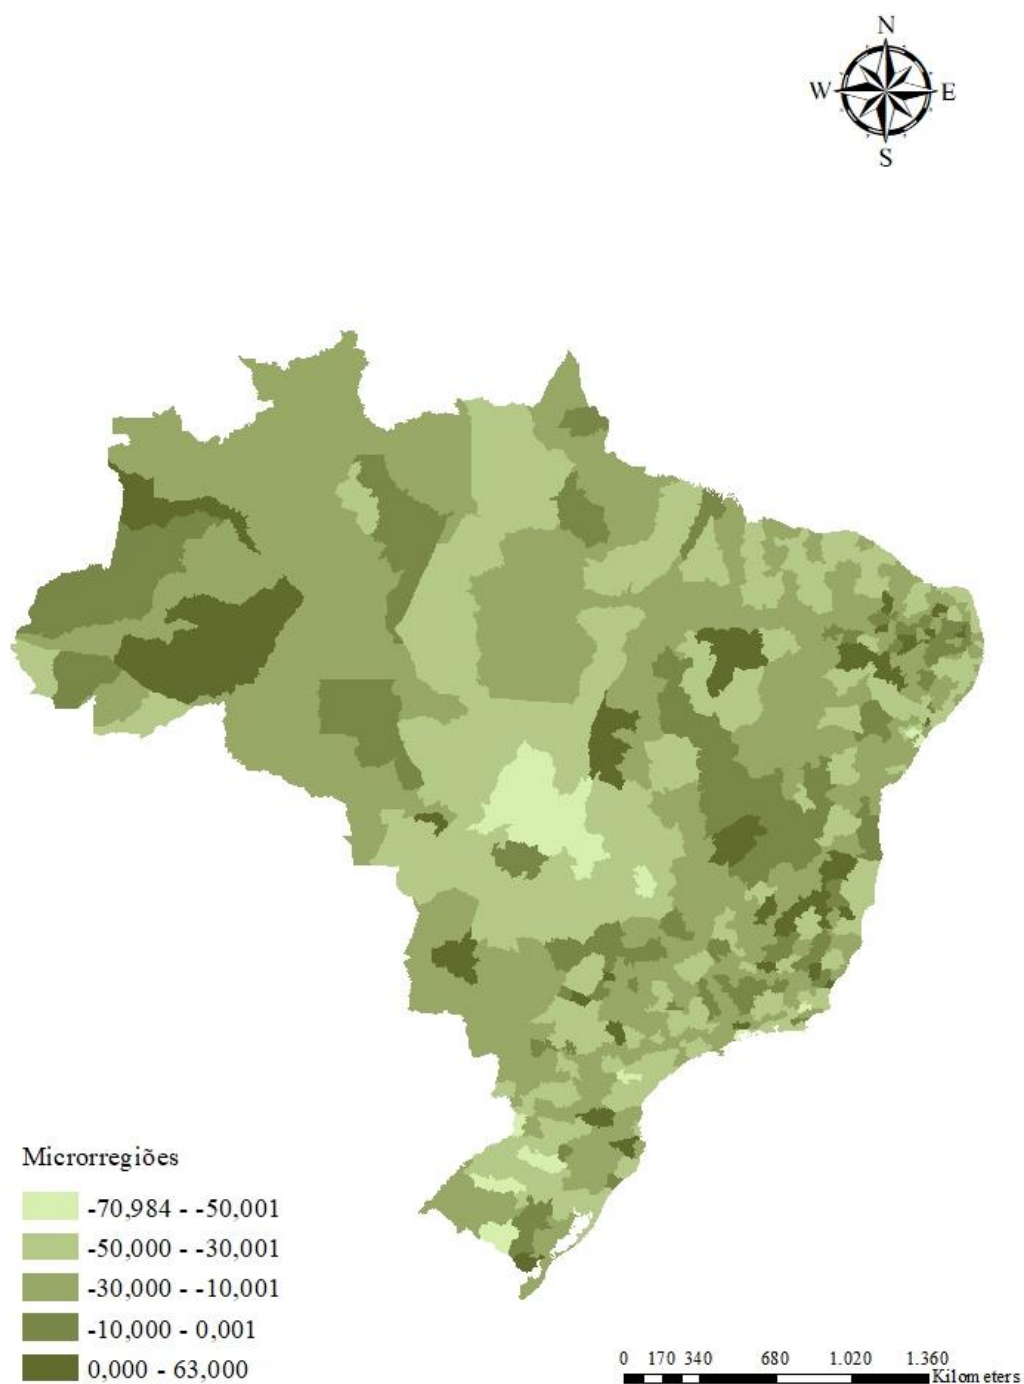 N
W E
S
Microrregiões
-70,984 - -50,001
-50,000 - -30,001
-30,000 - -10,001
-10,000 - 0,001
0,000 - 63,000
0 170 340 680 1.020 1.360
Kilometers